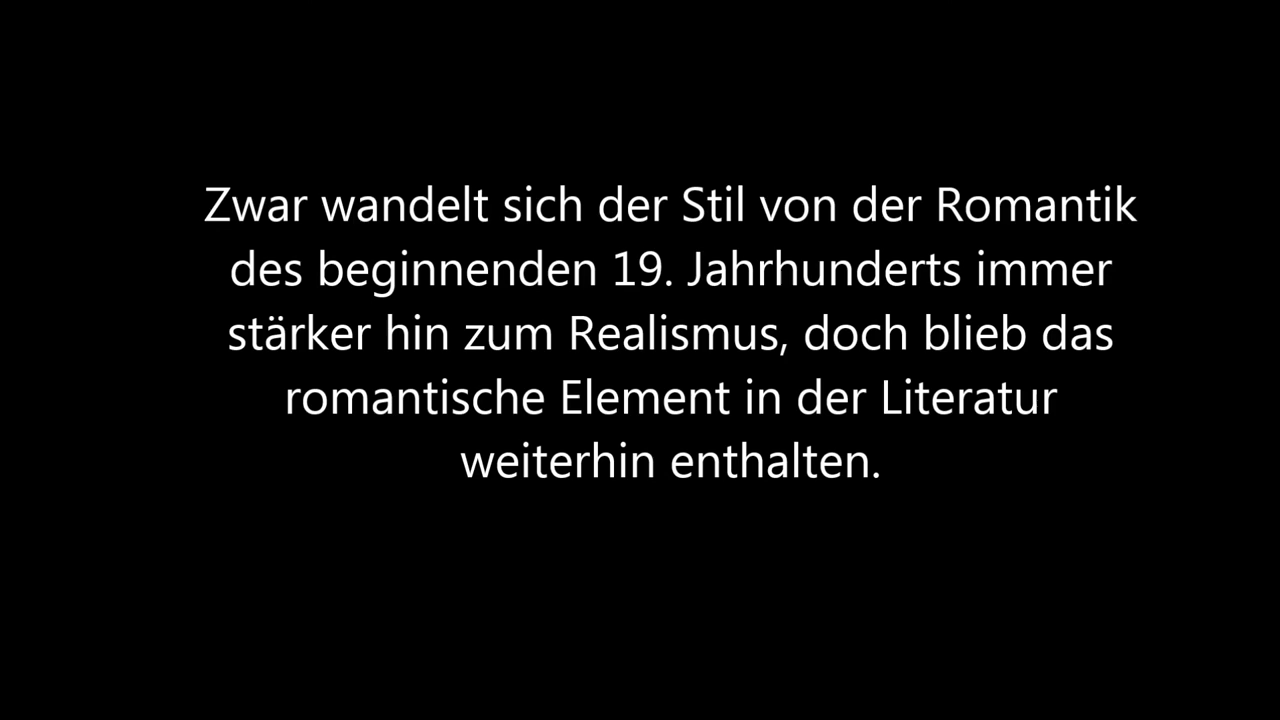 Zwar wandelt sich der Stil von der Romantik
des beginnenden 19. Jahrhunderts immer
stärker hin zum Realismus, doch blieb das
romantische Element in der Literatur
weiterhin enthalten.